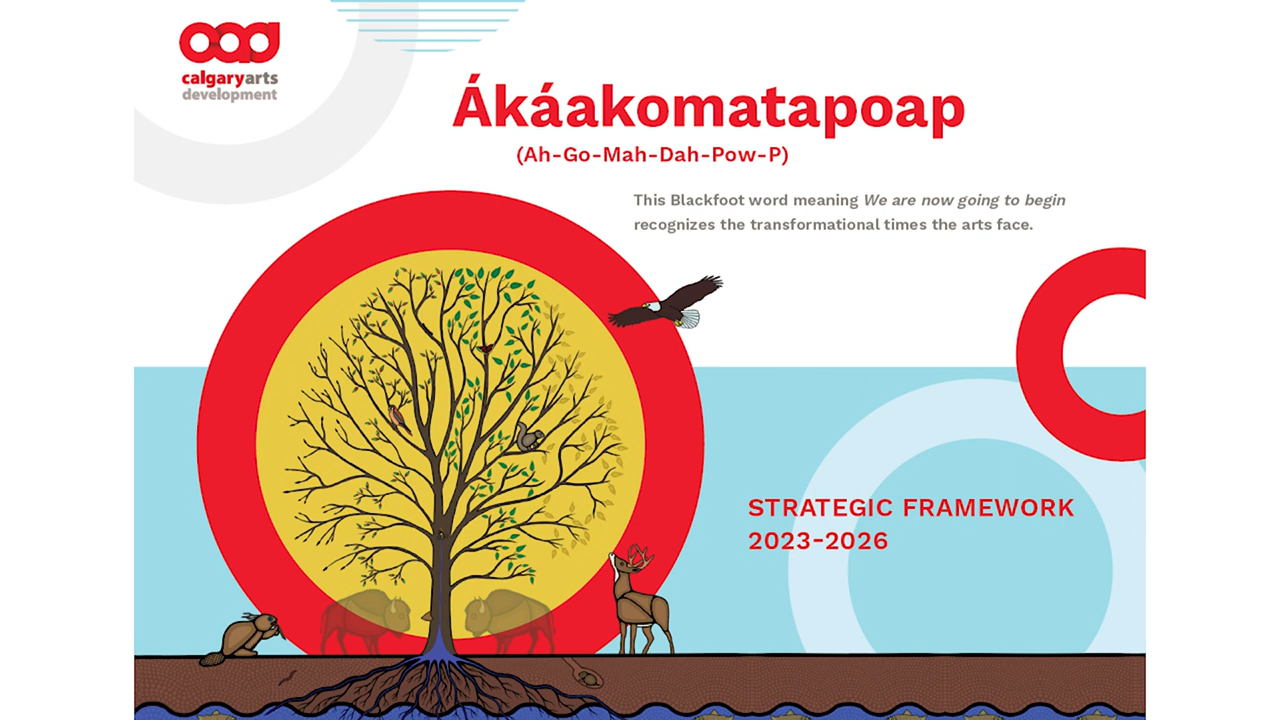 calgaryarts
development
Ákáakomatapoap
(Ah-Go-Mah-Dah-Pow-P)
This Blackfoot word meaning We are now going to begin
recognizes the transformational times the arts face.
STRATEGIC FRAMEWORK
2023-2026